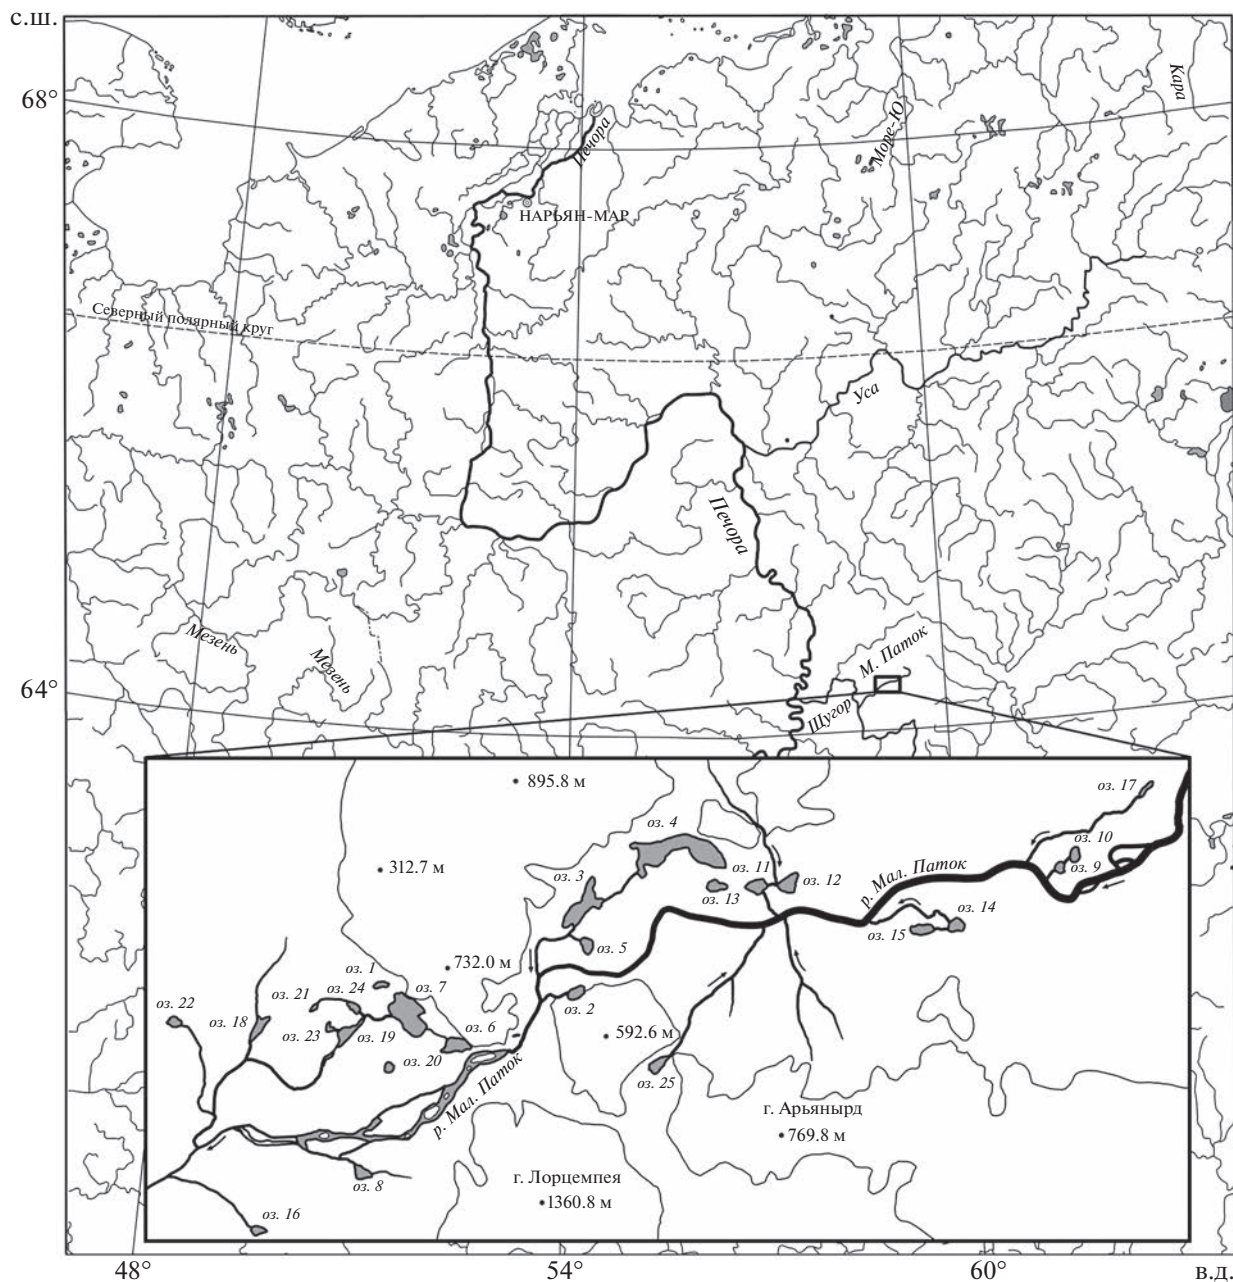 с.ш.
Кара
68°
Печора
Море-Ю
НАРЬЯН-МАР
Северный полярный круг
Уса
Печора
Мезень
Мезень
М. Паток
64°
Щугор
895.8 м
оз. 17
оз. 4
оз. 10
312.7 м
оз. 3
оз. 11
оз. 9
оз. 12
оз. 13
р. Мал. Паток
оз. 14
оз. 15
оз. 5
732.0 м
оз. 1
оз. 7
оз. 24
оз. 21
оз. 22
оз. 2
оз. 18
оз. 23
оз. 19
оз. 6
592.6 м
оз. 20
оз. 25
р. Мал. Паток
г. Арьянырд
769.8 м
оз. 8
г. Лорцемпея
1360.8 м
оз. 16
48°
54°
60°
в.д.